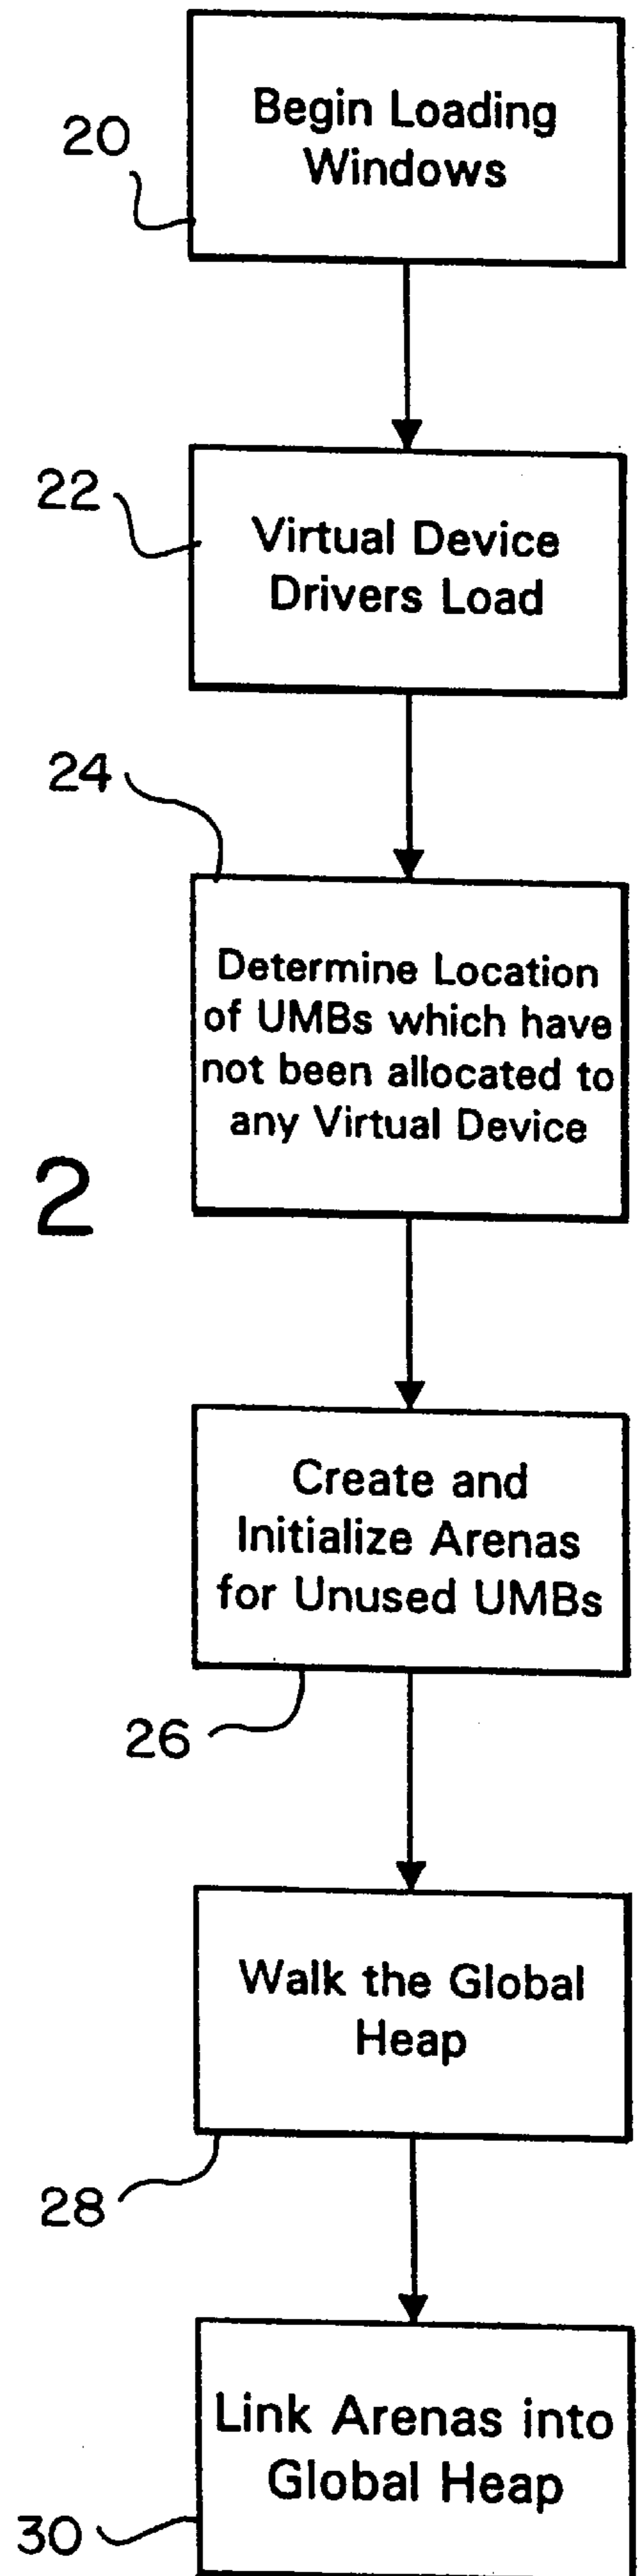 20
Begin Loading
Windows
22
Virtual Device
Drivers Load
24
Determine Location
of UMBs which have
not been allocated to
any Virtual Device
2
Create and
Initialize Arenas
for Unused UMBs
26
Walk the Global
Heap
28
Link Arenas into
Global Heap
30